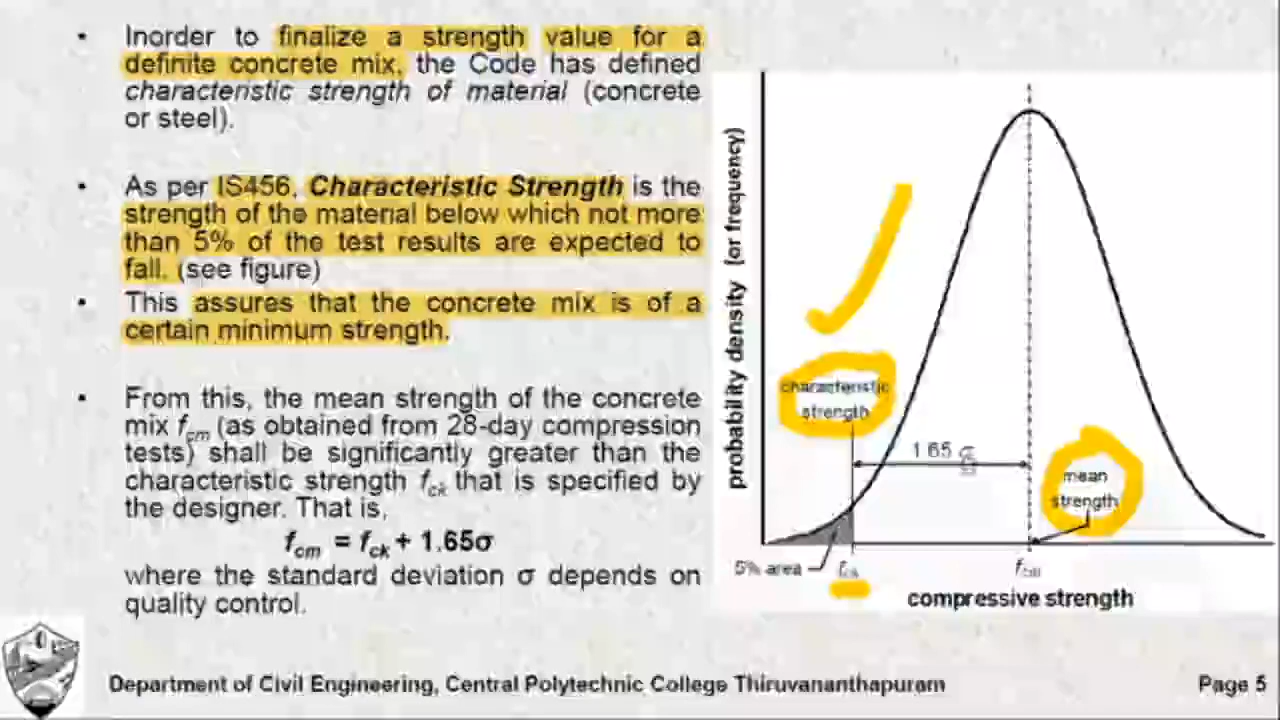 • Inorder to finalize a strength value for a
definite concrete mix, the Code has defined
characteristic strength of material (concrete
or steel).
• As per IS456, Characteristic Strength is the
strength of the material below which not more
than 5% of the test results are expected to
fall. (see figure)
• This assures that the concrete mix is of a
certain minimum strength.
• From this, the mean strength of the concrete
mix fcm (as obtained from 28-day compression
tests) shall be significantly greater than the
characteristic strength fck that is specified by
the designer. That is,
fcm = fck + 1.65σ
where the standard deviation σ depends on
quality control.
probability density (or frequency)
characteristic
strength
1.65 σ
mean
strength
5% area
fck
fcm
compressive strength
Department of Civil Engineering, Central Polytechnic College Thiruvananthapuram
Page 5